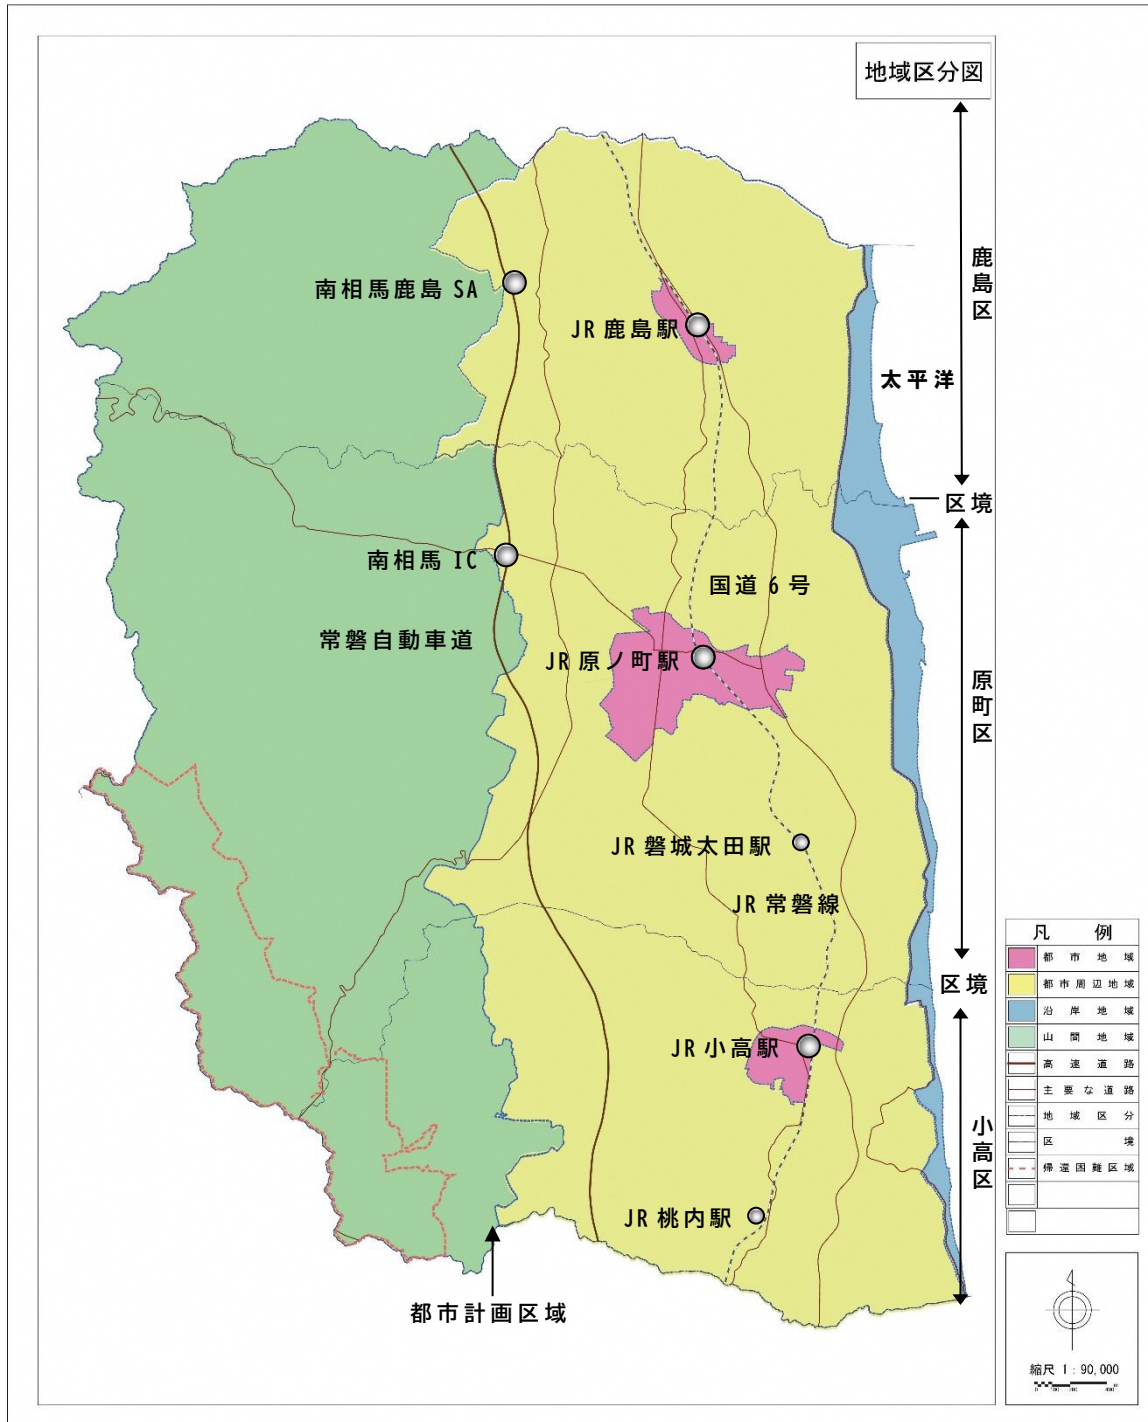 地域区分図
鹿島区
南相馬鹿島 SA
JR 鹿島駅
太平洋
区境
南相馬 IC
国道 6 号
常磐自動車道
JR 原ノ町駅
原町区
JR 磐城太田駅
JR 常磐線
区境
JR 小高駅
小高区
JR 桃内駅
都市計画区域
凡 例
都市地域
都市周辺地域
沿岸地域
山間地域
高速道路
主要な道路
地域区分
区境
帰還困難区域
縮尺 1:90,000